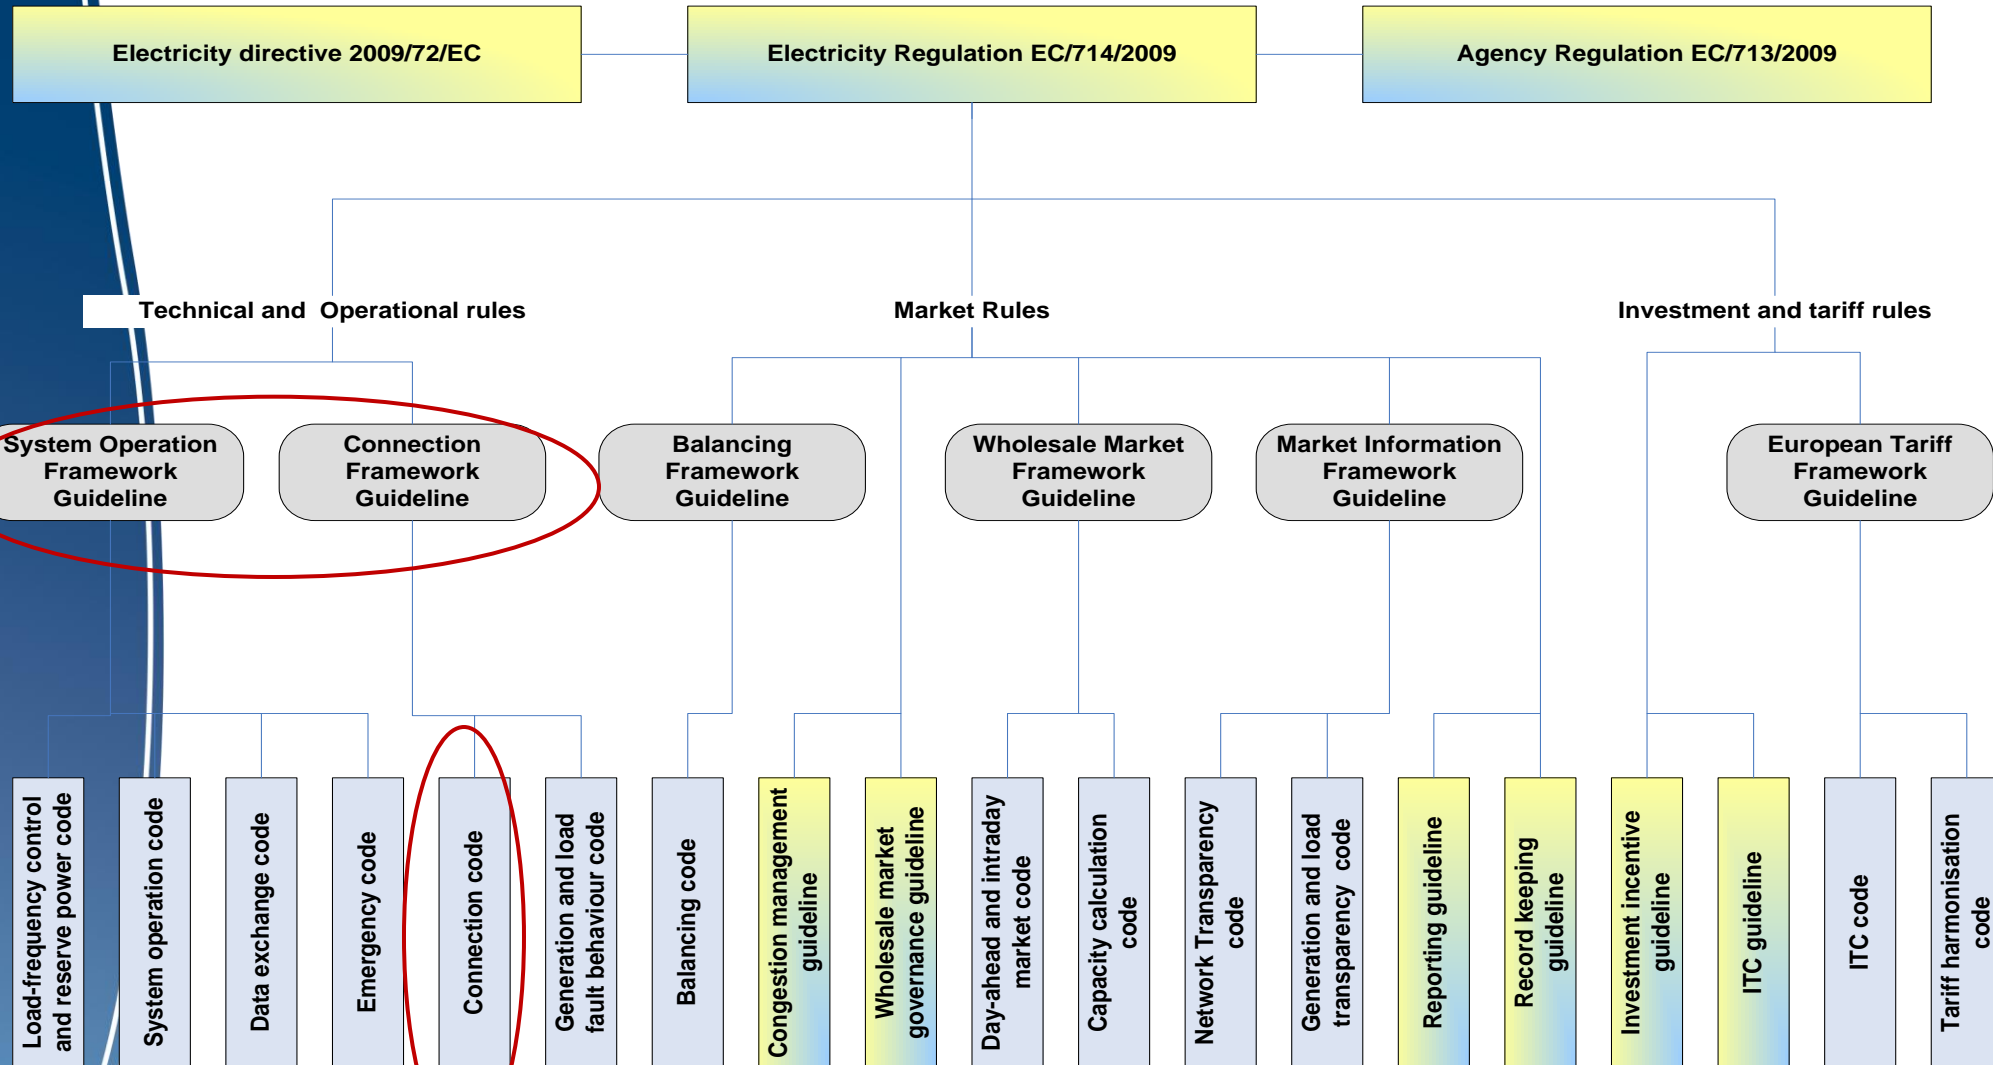 Electricity directive 2009/72/EC
Electricity Regulation EC/714/2009
Agency Regulation EC/713/2009
Technical and Operational rules
Market Rules
Investment and tariff rules
System Operation
Framework
Guideline
Connection
Framework
Guideline
Balancing
Framework
Guideline
Wholesale Market
Framework
Guideline
Market Information
Framework
Guideline
European Tariff
Framework
Guideline
Load-frequency control
and reserve power code
System operation code
Data exchange code
Emergency code
Connection code
Generation and load
fault behaviour code
Balancing code
Congestion management
guideline
Wholesale market
governance guideline
Day-ahead and intraday
market code
Capacity calculation
code
Network Transparency
code
Generation and load
transparency code
Reporting guideline
Record keeping
guideline
Investment incentive
guideline
ITC guideline
ITC code
Tariff harmonisation
code